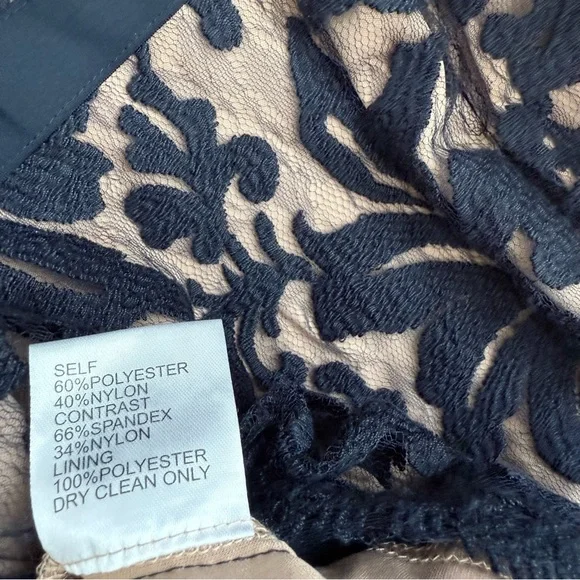 SELF
60%POLYESTER
40%NYLON
CONTRAST
66%SPANDEX
34%NYLON
LINING
100%POLYESTER
DRY CLEAN ONLY